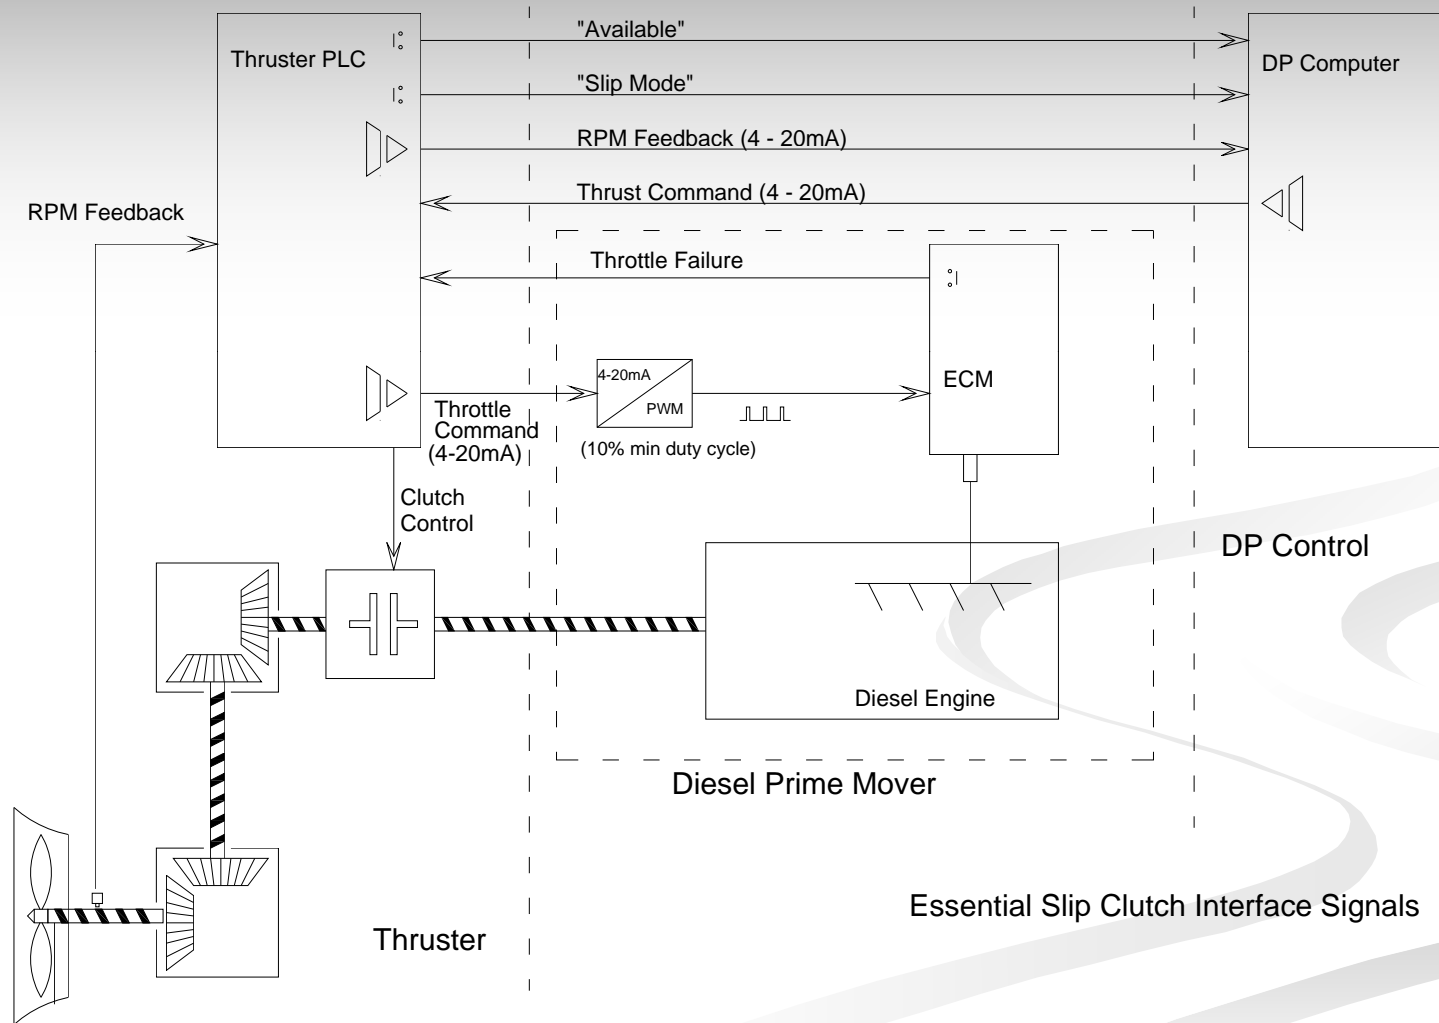 "Available"
Thruster PLC
DP Computer
"Slip Mode"
RPM Feedback (4 - 20mA)
Thrust Command (4 - 20mA)
RPM Feedback
Throttle Failure
4-20mA
PWM
ECM
Throttle
Command
(4-20mA)
(10% min duty cycle)
Clutch
Control
DP Control
Diesel Engine
Diesel Prime Mover
Essential Slip Clutch Interface Signals
Thruster